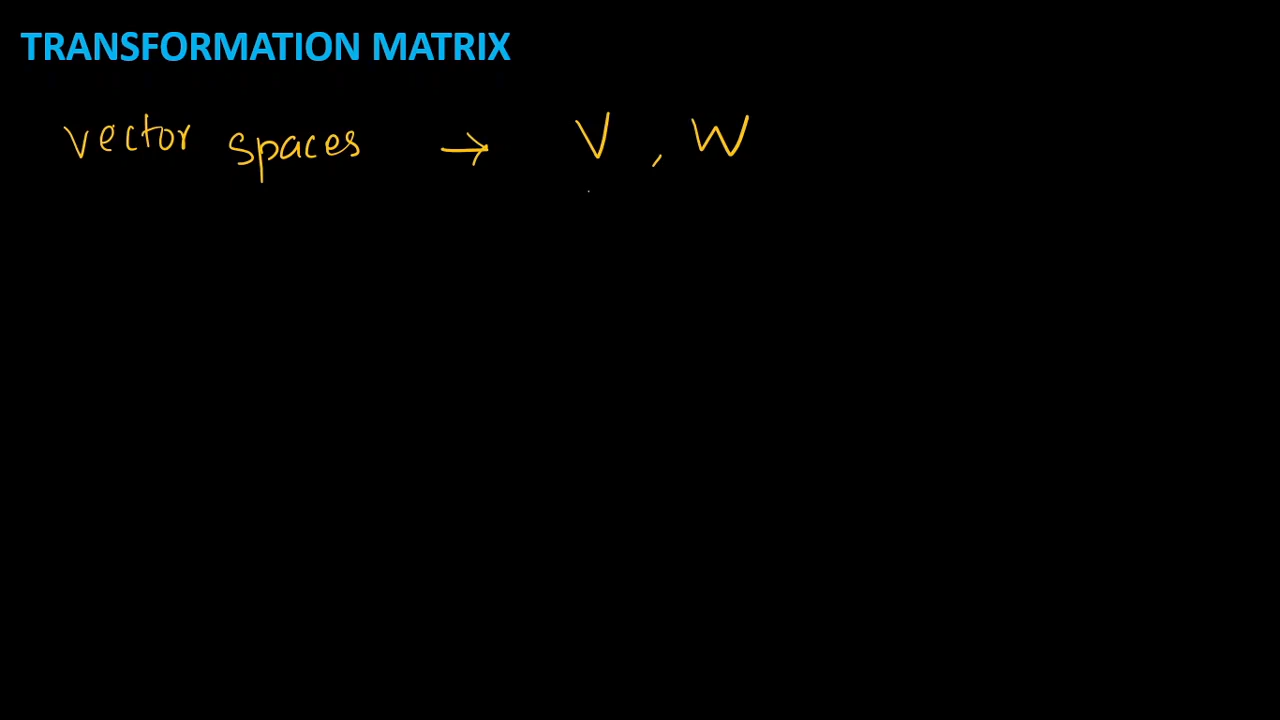 TRANSFORMATION MATRIX
vector spaces → V , W